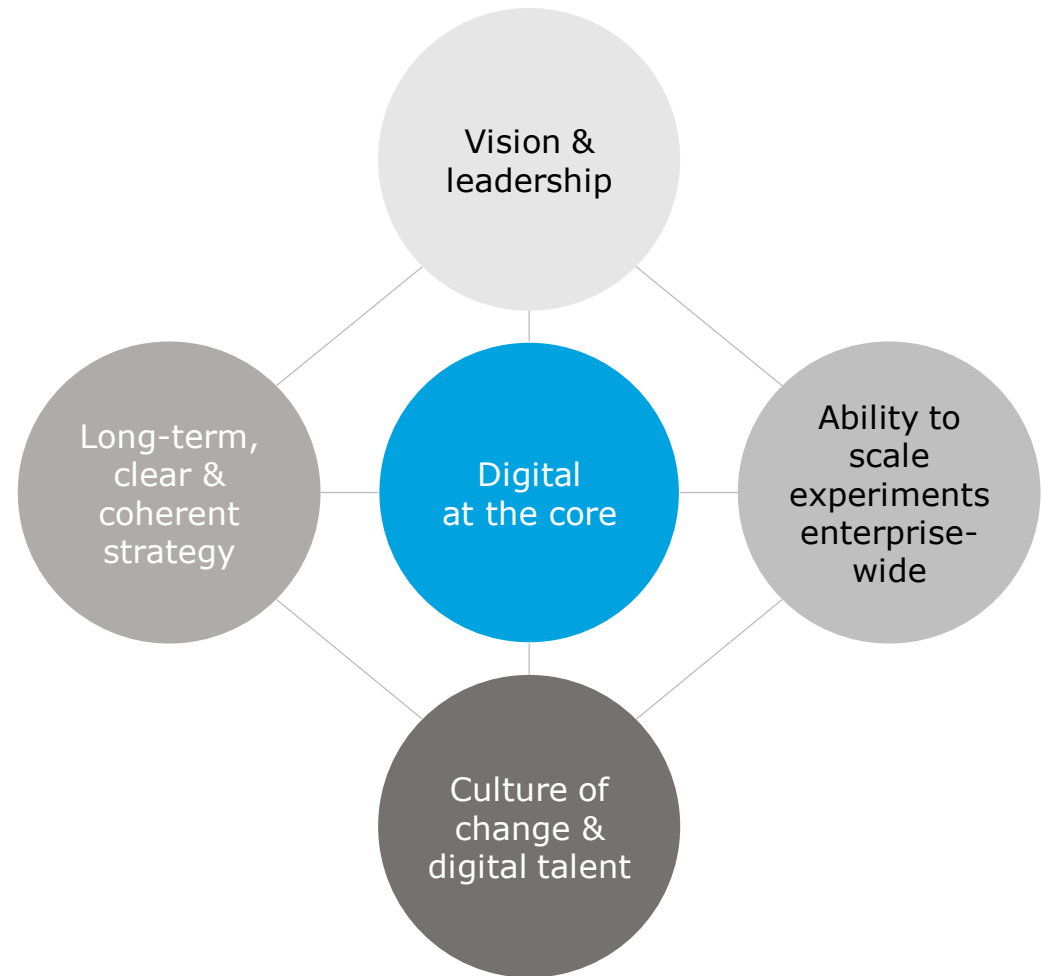 Vision &
leadership
Long-term,
clear &
coherent
strategy
Digital
at the core
Ability to
scale
experiments
enterprise-
wide
Culture of
change &
digital talent